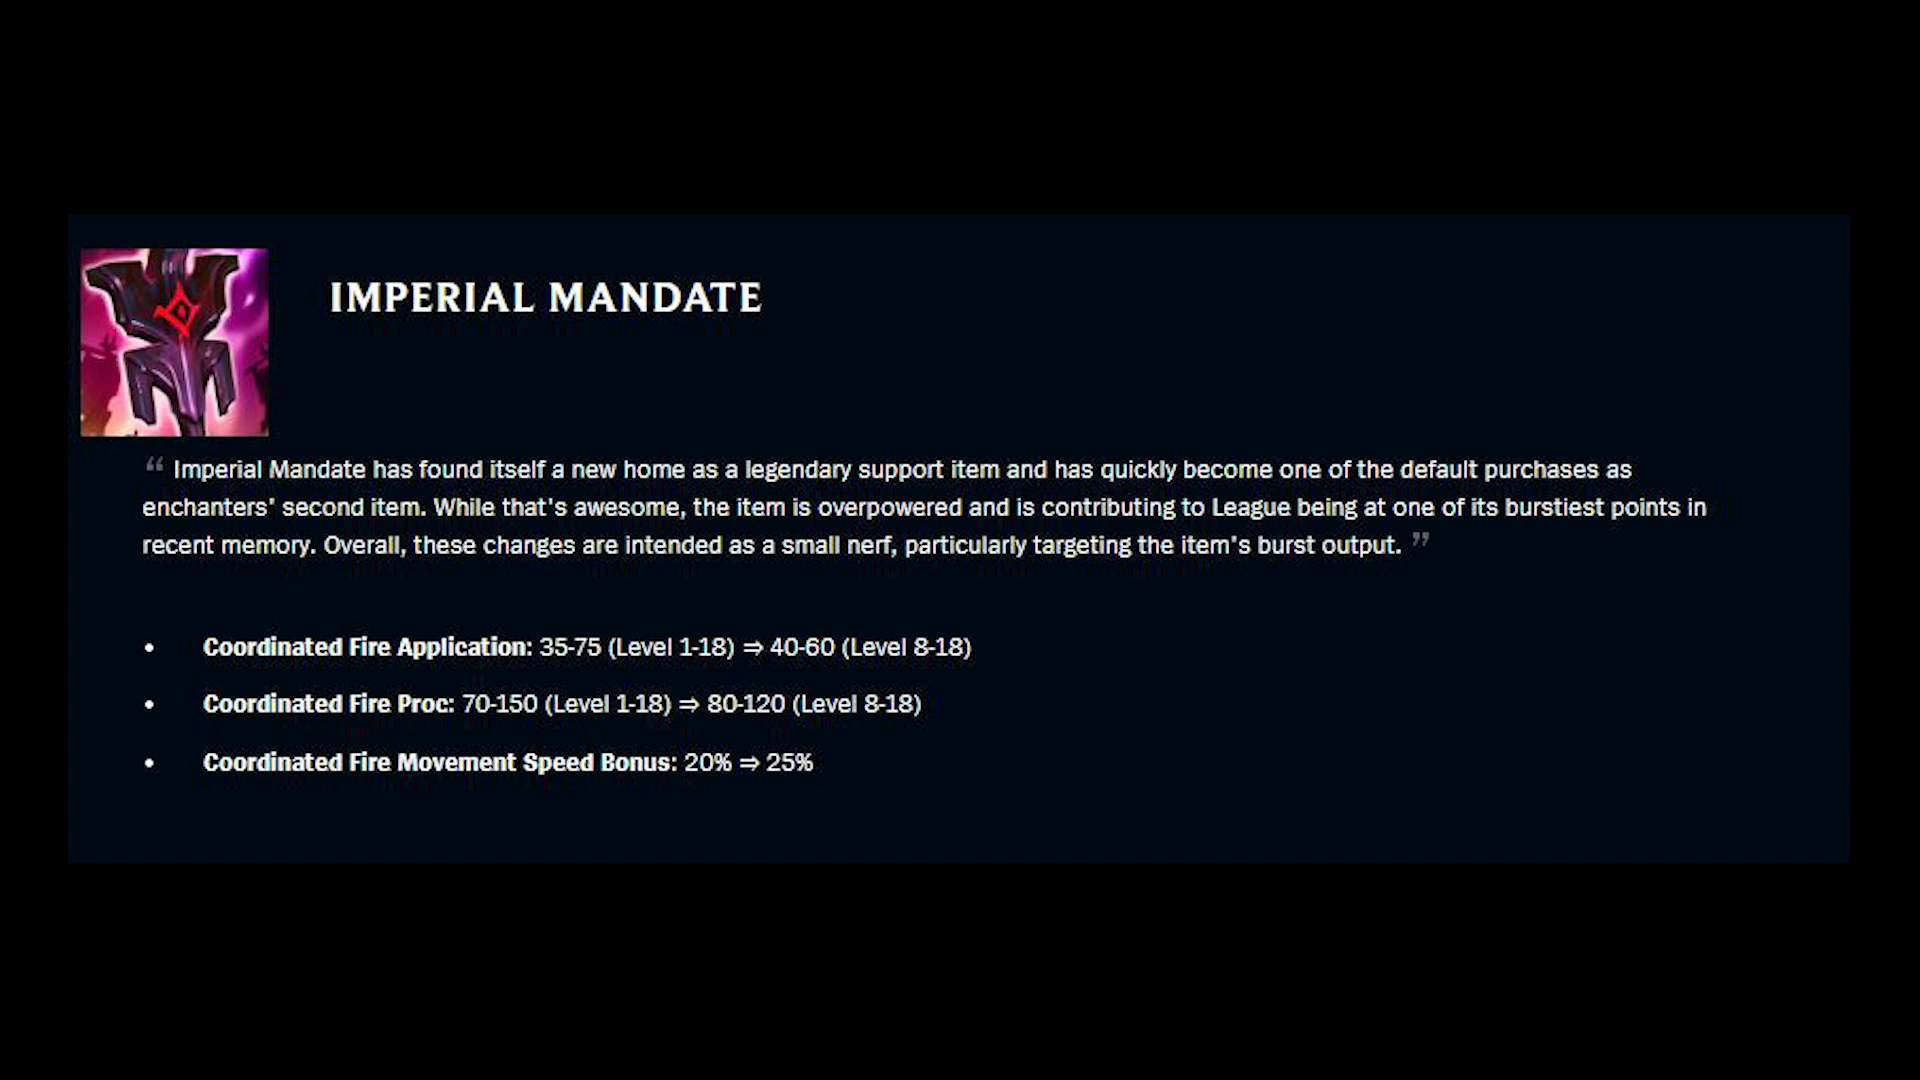 IMPERIAL MANDATE
“ Imperial Mandate has found itself a new home as a legendary support item and has quickly become one of the default purchases as
enchanters' second item. While that's awesome, the item is overpowered and is contributing to League being at one of its burstiest points in
recent memory. Overall, these changes are intended as a small nerf, particularly targeting the item's burst output. ”
• Coordinated Fire Application: 35-75 (Level 1-18) ⇒ 40-60 (Level 8-18)
• Coordinated Fire Proc: 70-150 (Level 1-18) ⇒ 80-120 (Level 8-18)
• Coordinated Fire Movement Speed Bonus: 20% ⇒ 25%